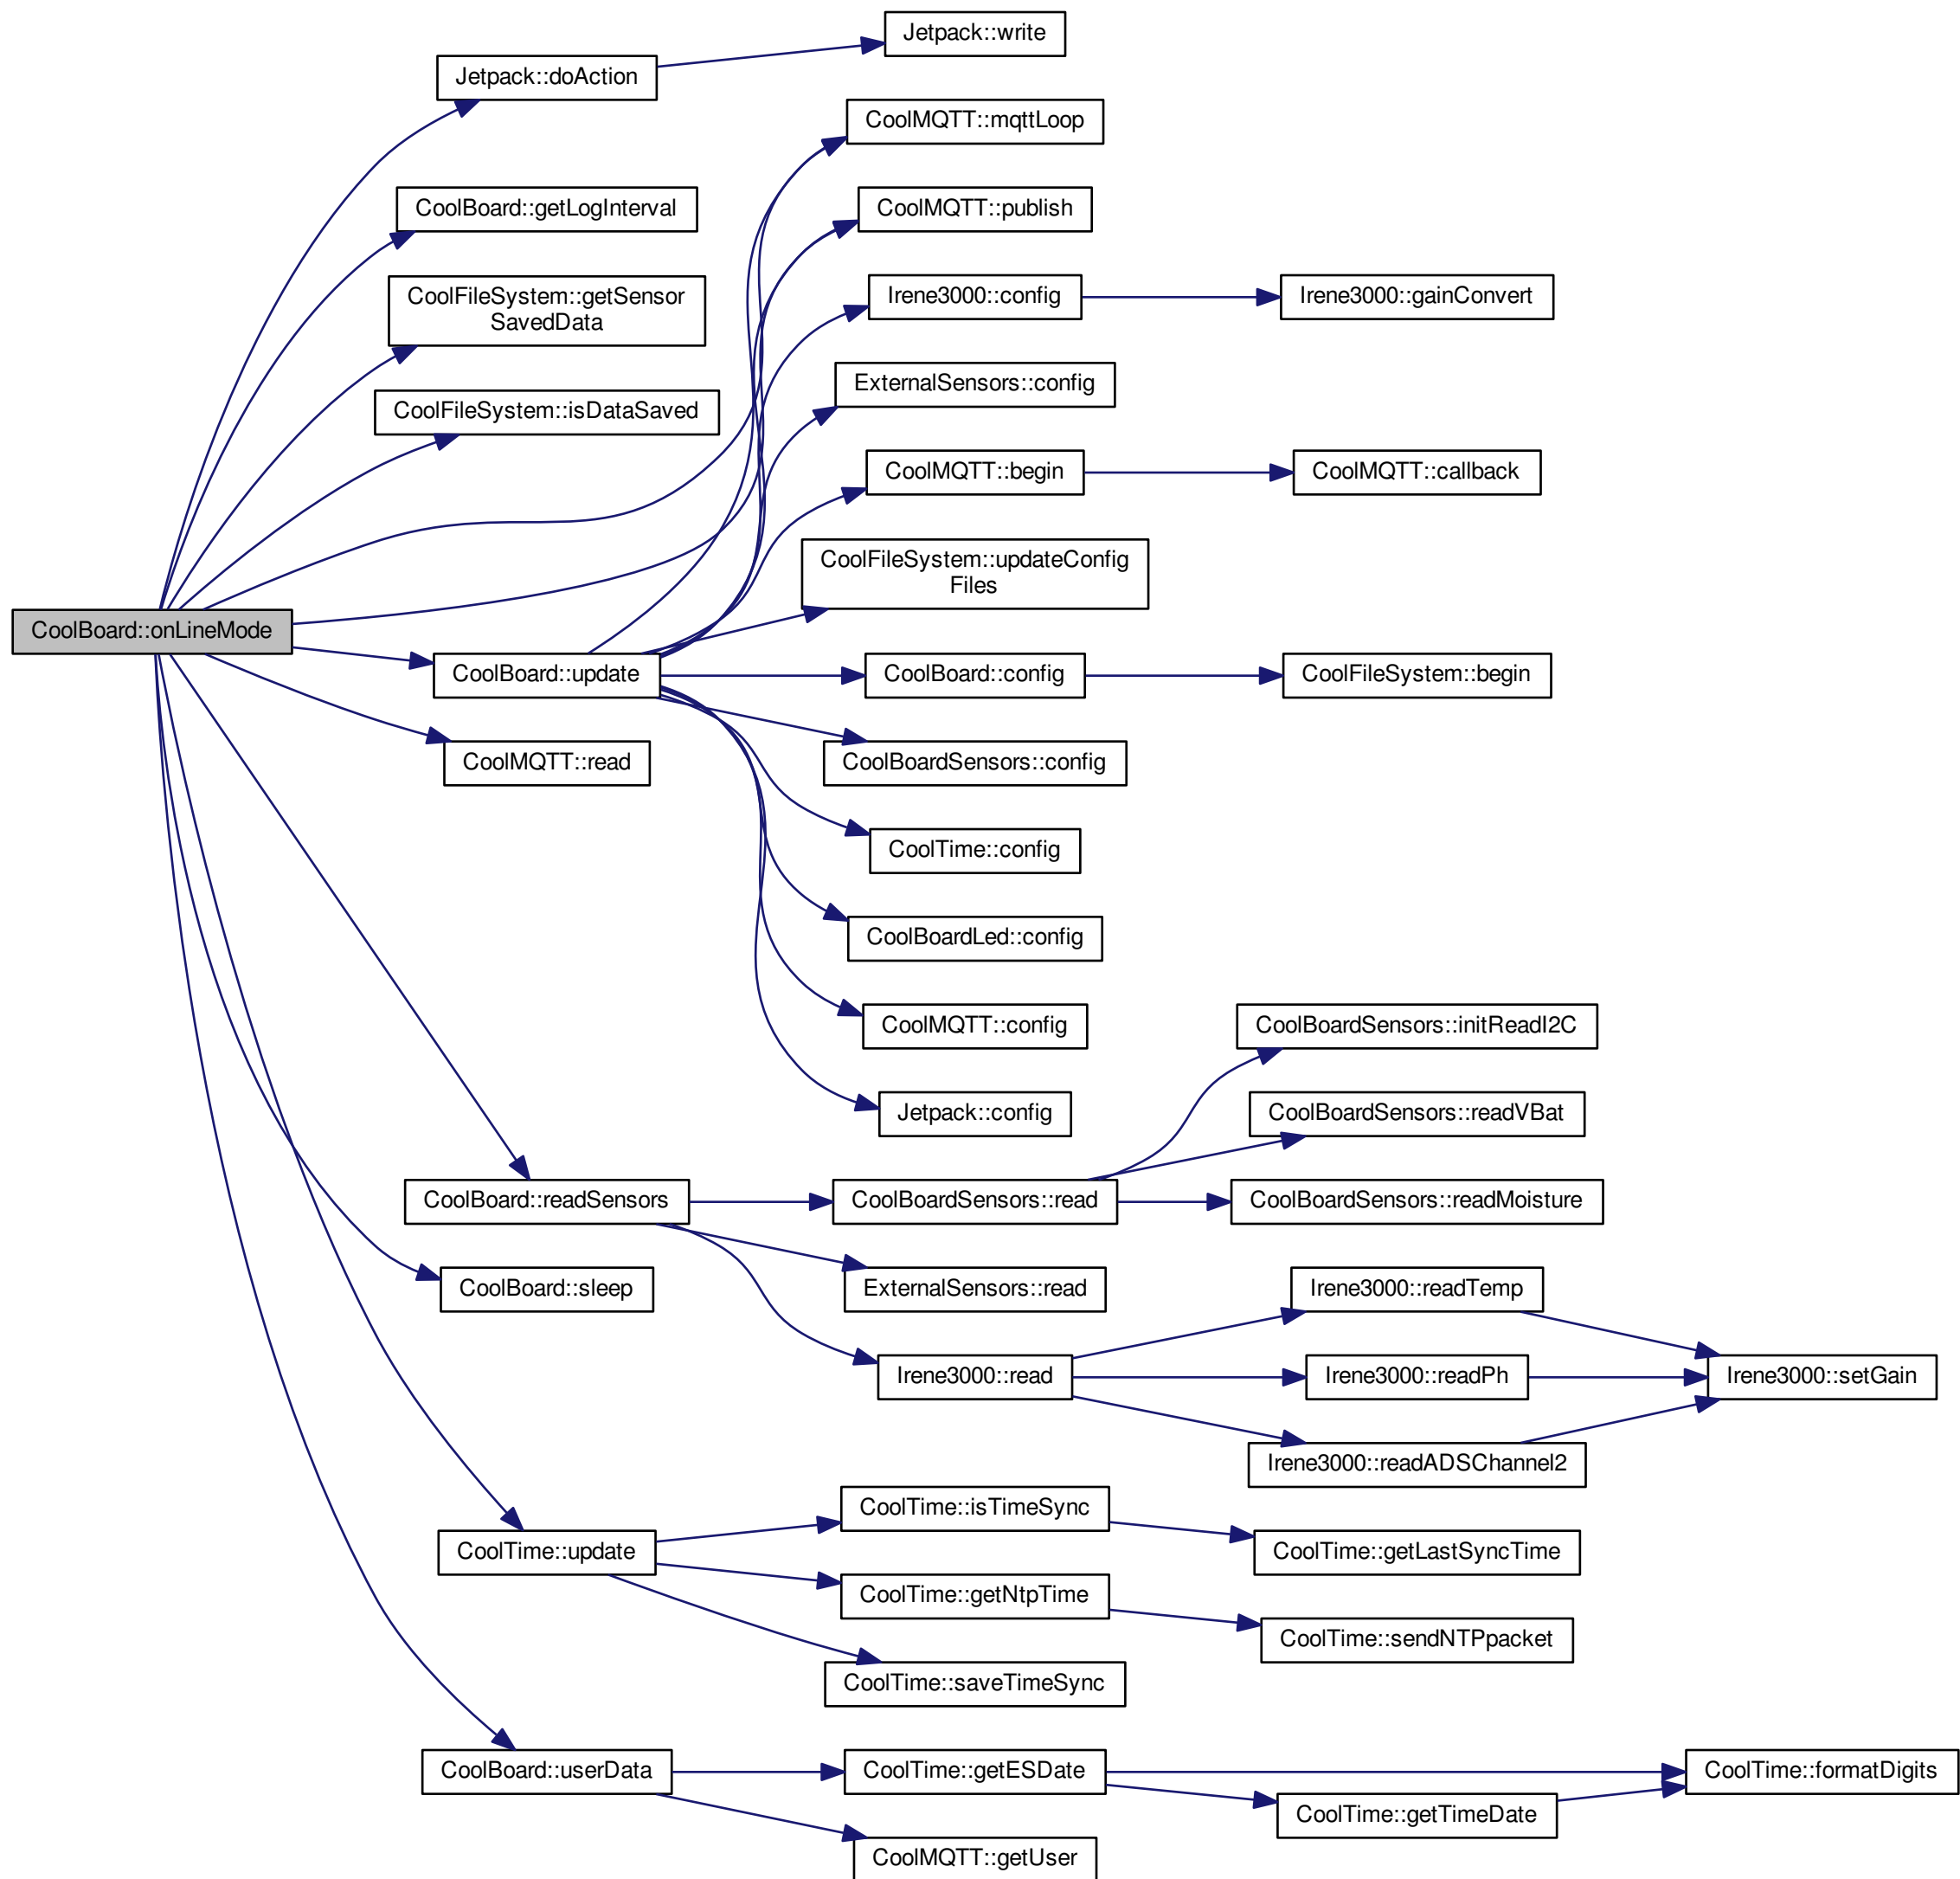 Jetpack::write
Jetpack::doAction
CoolMQTT::mqttLoop
CoolBoard::getLogInterval
CoolMQTT::publish
CoolFileSystem::getSensor
SavedData
Irene3000::config
Irene3000::gainConvert
ExternalSensors::config
CoolFileSystem::isDataSaved
CoolMQTT::begin
CoolMQTT::callback
CoolFileSystem::updateConfig
Files
CoolBoard::onLineMode
CoolBoard::update
CoolBoard::config
CoolFileSystem::begin
CoolMQTT::read
CoolBoardSensors::config
CoolTime::config
CoolBoardLed::config
CoolMQTT::config
CoolBoardSensors::initReadI2C
Jetpack::config
CoolBoardSensors::readVBat
CoolBoard::readSensors
CoolBoardSensors::read
CoolBoardSensors::readMoisture
CoolBoard::sleep
ExternalSensors::read
Irene3000::readTemp
Irene3000::read
Irene3000::readPh
Irene3000::setGain
Irene3000::readADSChannel2
CoolTime::isTimeSync
CoolTime::update
CoolTime::getLastSyncTime
CoolTime::getNtpTime
CoolTime::sendNTPpacket
CoolTime::saveTimeSync
CoolBoard::userData
CoolTime::getESDate
CoolTime::formatDigits
CoolTime::getTimeDate
CoolMQTT::getUser